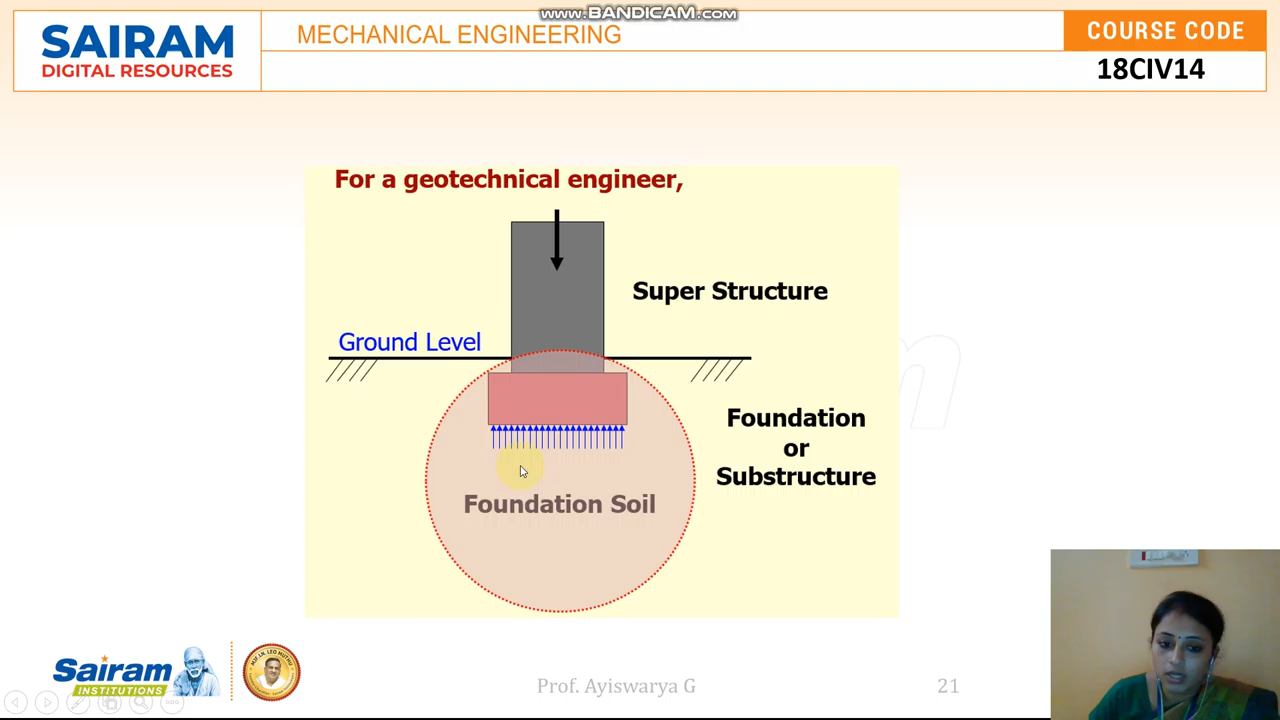 www.BANDICAM.com
SAIRAM
DIGITAL RESOURCES
MECHANICAL ENGINEERING
COURSE CODE
18CIV14
For a geotechnical engineer,
Super Structure
Ground Level
Foundation
or
Substructure
Foundation Soil
Sairam
INSTITUTIONS
Prof. Ayiswarya G
21